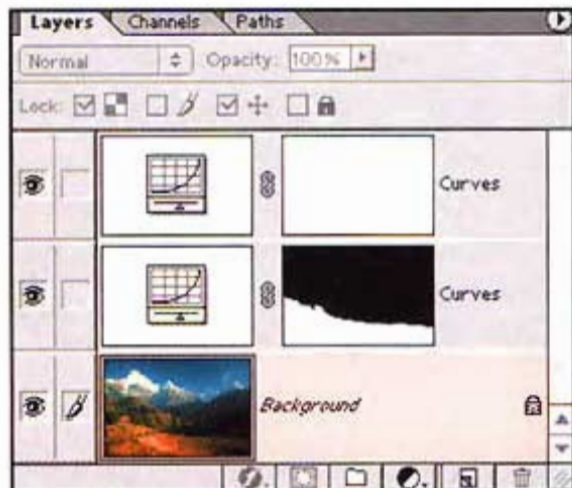 Layers Channels Paths
Normal Opacity: 100%
Lock:
Curves
Curves
Background